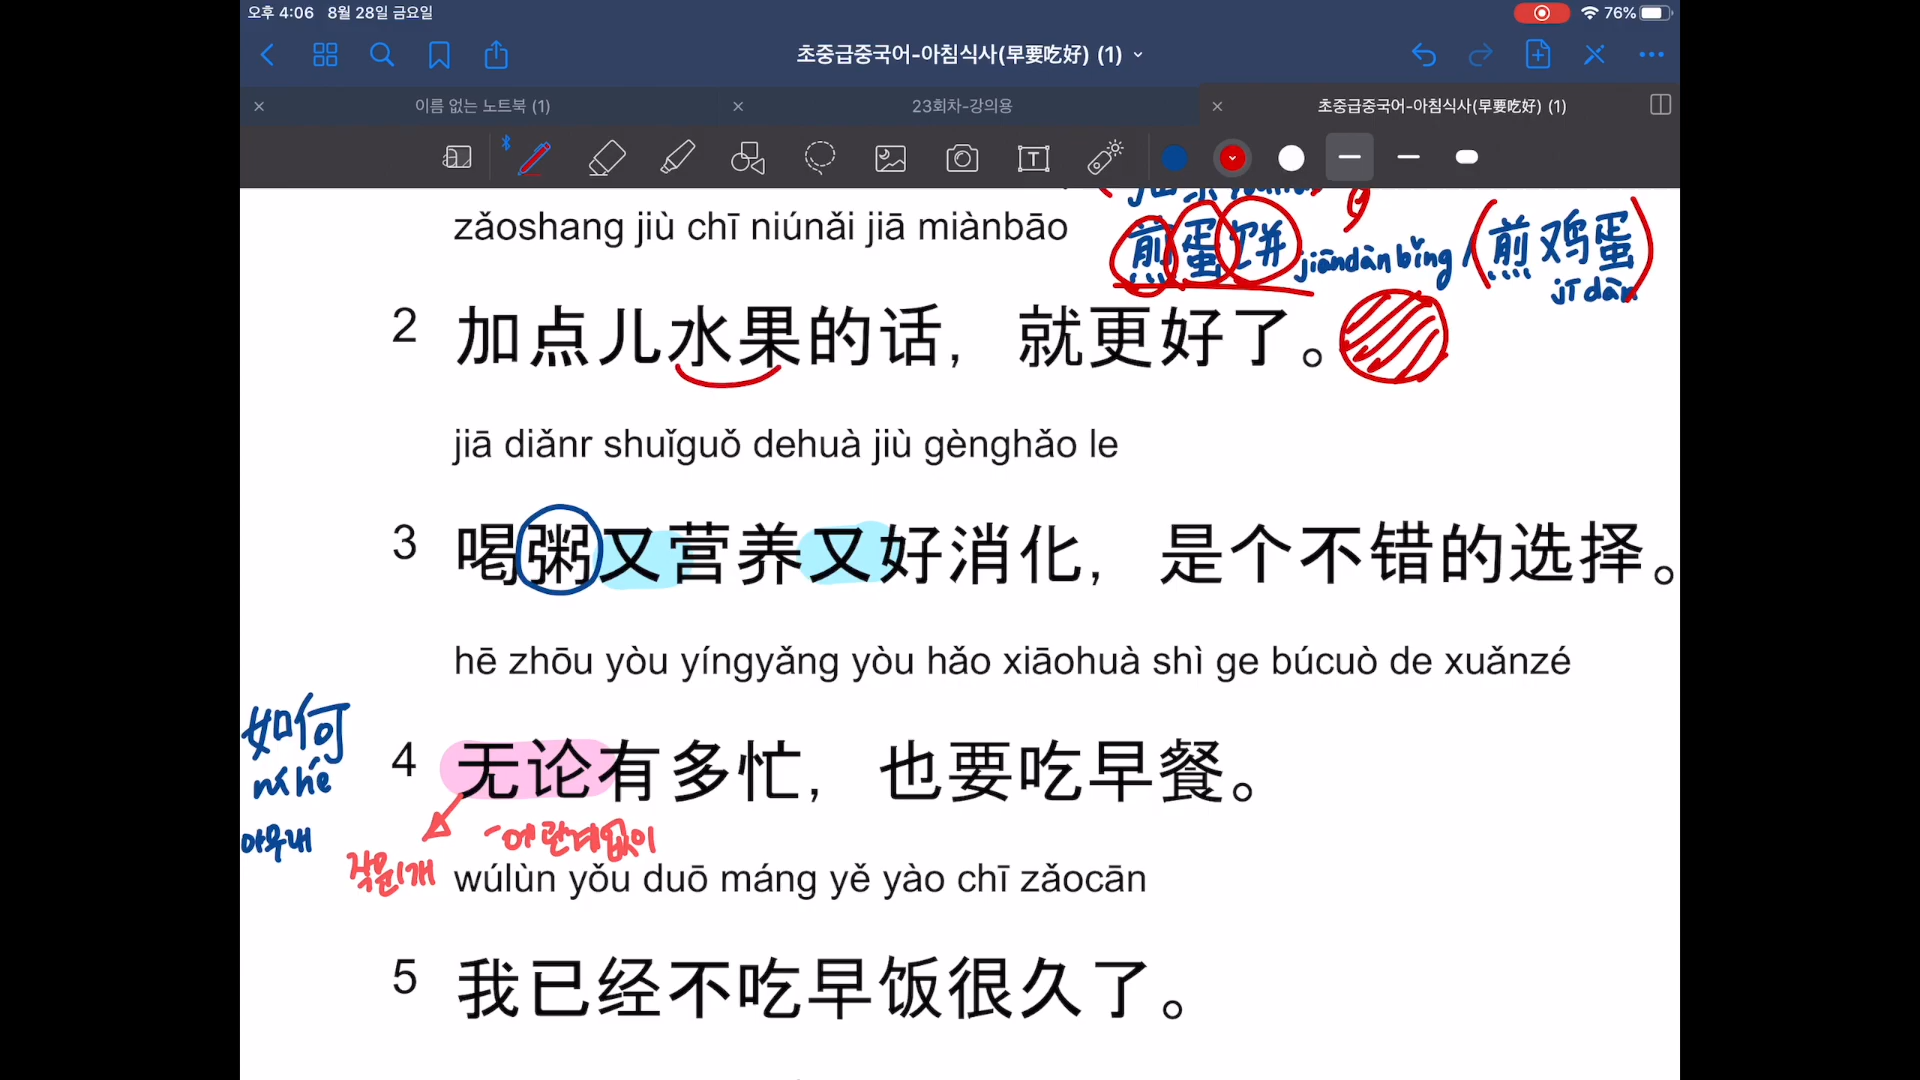 오후 4:06 8월 28일 금요일 76%
초중급중국어-아침식사(早要吃好) (1)
이름 없는 노트북 (1) 23회차-강의용 초중급중국어-아침식사(早要吃好) (1)
zǎoshang jiù chī niúnǎi jiā miànbāo
煎蛋饼 jiāndànbǐng / (煎鸡蛋)
jīdàn
2 加点儿水果的话，就更好了。
jiā diǎnr shuǐguǒ dehuà jiù gènghǎo le
3 喝粥又营养又好消化，是个不错的选择。
hē zhōu yòu yíngyǎng yòu hǎo xiāohuà shì ge búcuò de xuǎnzé
如何
4 无论有多忙，也要吃早餐。
아무래
~에 관계없이
wúlùn yǒu duō máng yě yào chī zǎocān
5 我已经不吃早饭很久了。